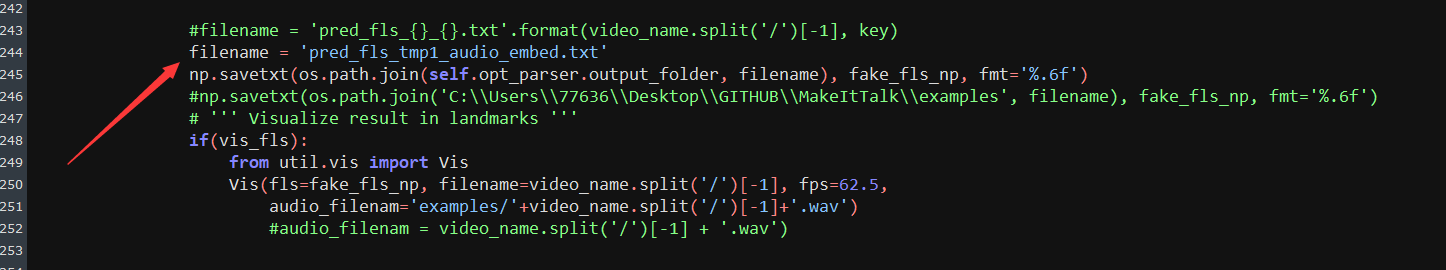 242
243 #filename = 'pred_fls_{}_{}.txt'.format(video_name.split('/')[-1], key)
244 filename = 'pred_fls_tmp1_audio_embed.txt'
245 np.savetxt(os.path.join(self.opt_parser.output_folder, filename), fake_fls_np, fmt='%.6f')
246 #np.savetxt(os.path.join('C:\\Users\\77636\\Desktop\\GITHUB\\MakeItTalk\\examples', filename), fake_fls_np, fmt='%.6f')
247 # ''' Visualize result in landmarks '''
248 if(vis_fls):
249 from util.vis import Vis
250 Vis(fls=fake_fls_np, filename=video_name.split('/')[-1], fps=62.5,
251 audio_filenam='examples/'+video_name.split('/')[-1]+'.wav')
252 #audio_filenam = video_name.split('/')[-1] + '.wav')
253